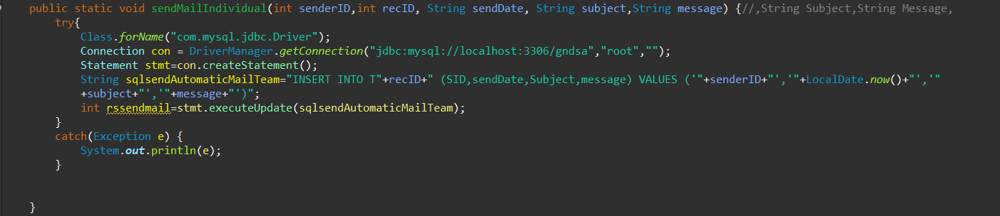 public static void sendMailIndividual(int senderID,int recID, String sendDate, String subject,String message) {//,String Subject,String Message,
try{
Class.forName("com.mysql.jdbc.Driver");
Connection con = DriverManager.getConnection("jdbc:mysql://localhost:3306/gndsa","root","");
Statement stmt=con.createStatement();
String sqlsendAutomaticMailTeam="INSERT INTO T"+recID+" (SID,sendDate,Subject,message) VALUES ('"+senderID+"','"+LocalDate.now()+"','"
+subject+"','"+message+"')";
int rssendmail=stmt.executeUpdate(sqlsendAutomaticMailTeam);
}
catch(Exception e) {
System.out.println(e);
}
}